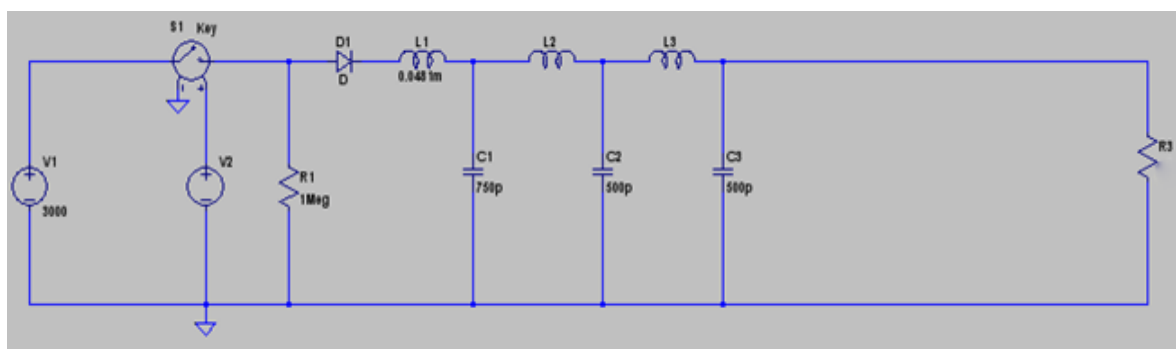 S1 Key
D1
D
L1
0.0481m
L2
L3
V1
3000
- +
V2
R1
1Meg
C1
750p
C2
500p
C3
500p
R3